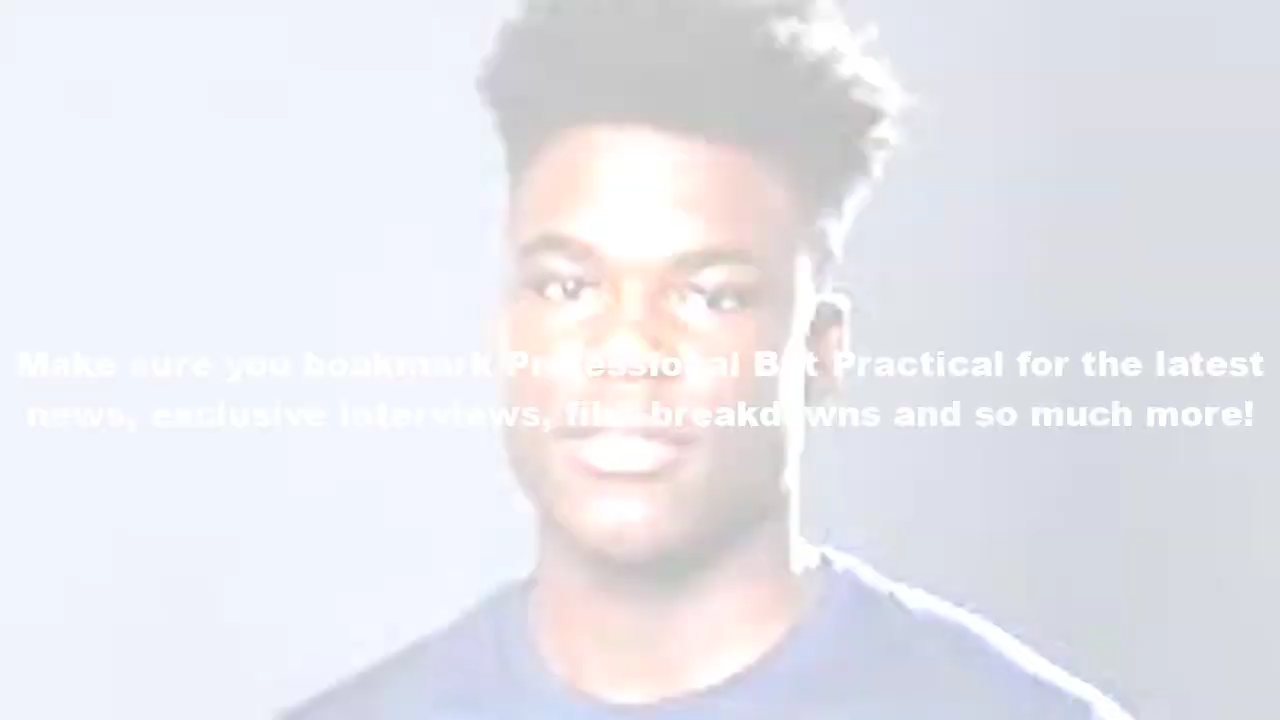 Make sure you bookmark Professional But Practical for the latest
news, exclusive interviews, film breakdowns and so much more!